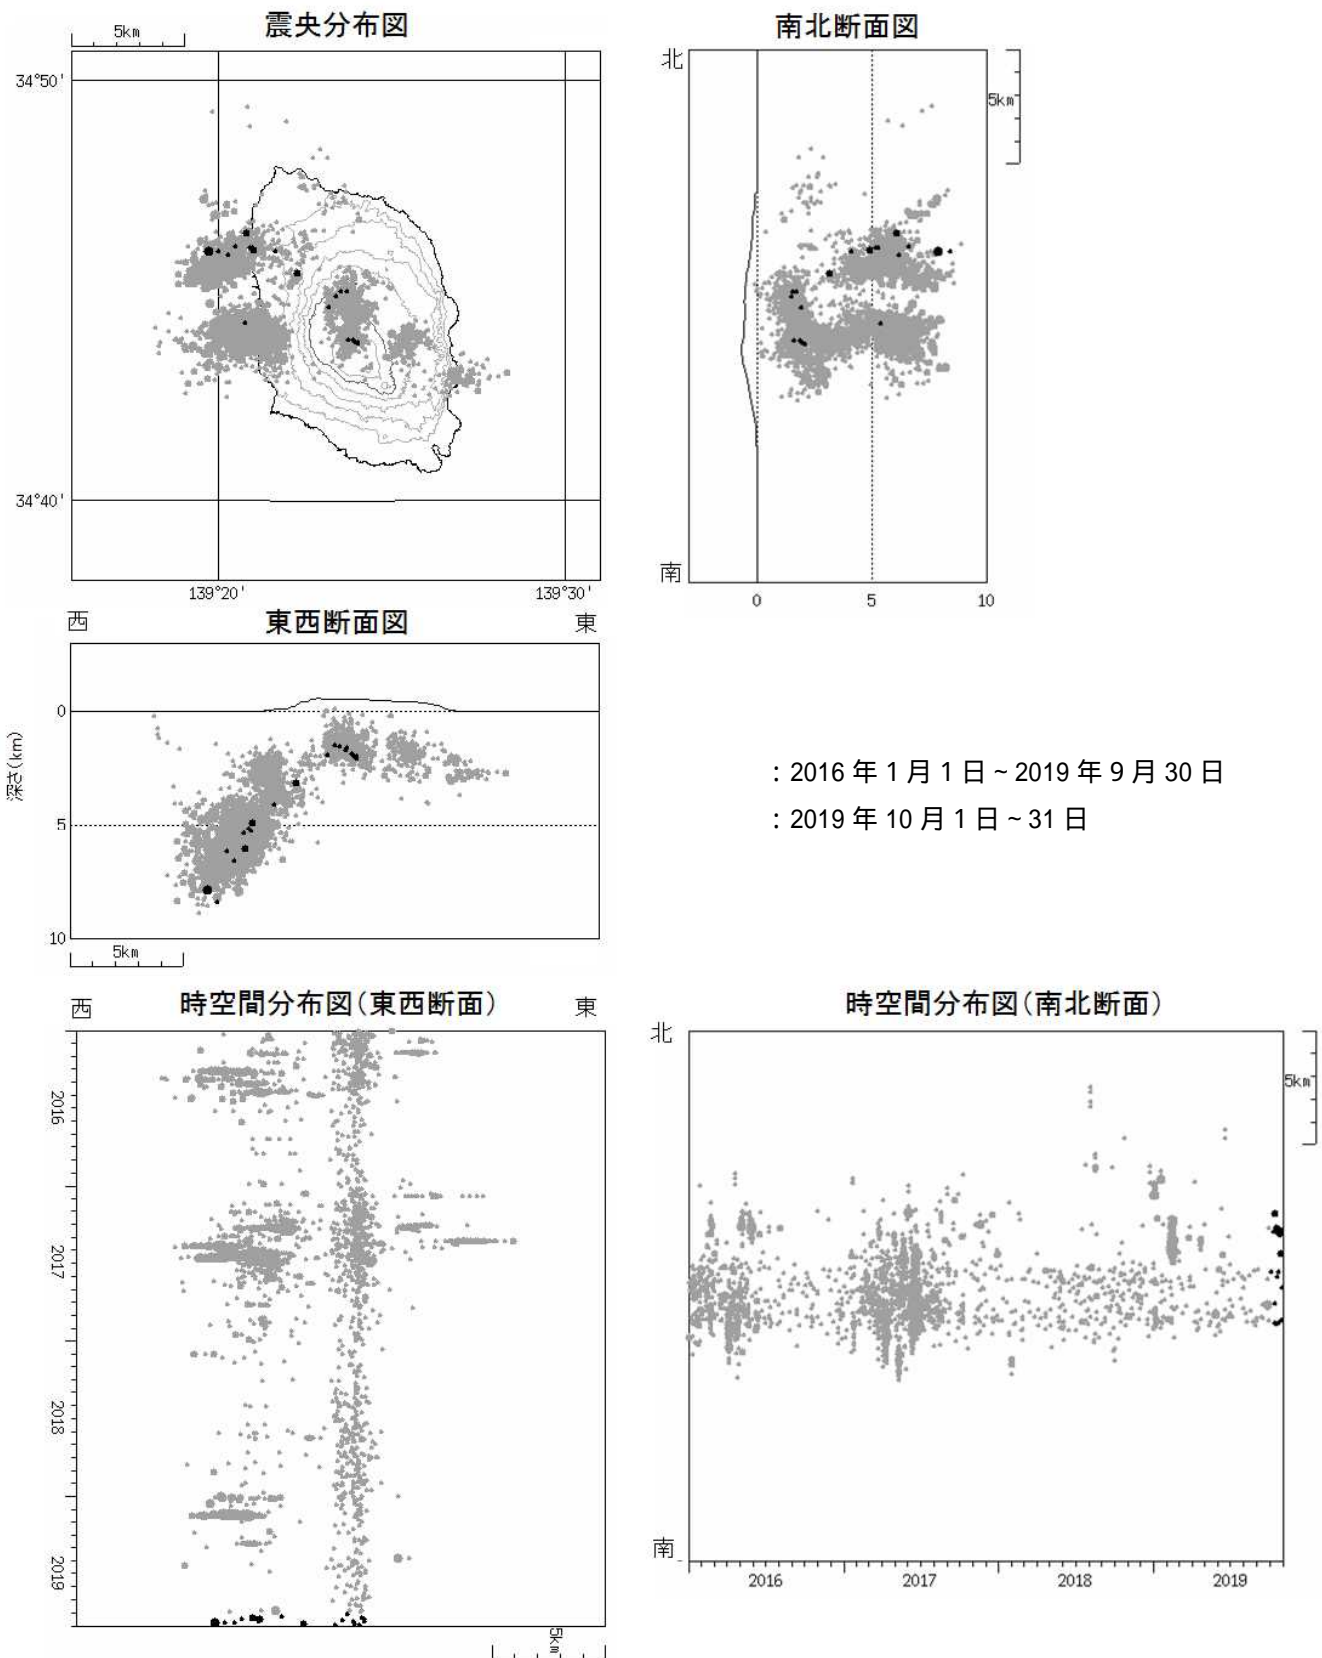 震央分布図
5km
34°50'
34°40'
139°20'
139°30'
南北断面図
北
5km
南
0
5
10
西
東西断面図
東
0
5
10
深さ(km)
5km
：2016 年 1 月 1 日 ~ 2019 年 9 月 30 日
：2019 年 10 月 1 日 ~ 31 日
西
時空間分布図(東西断面)
東
2016
2017
2018
2019
5km
時空間分布図(南北断面)
北
5km
南
2016
2017
2018
2019